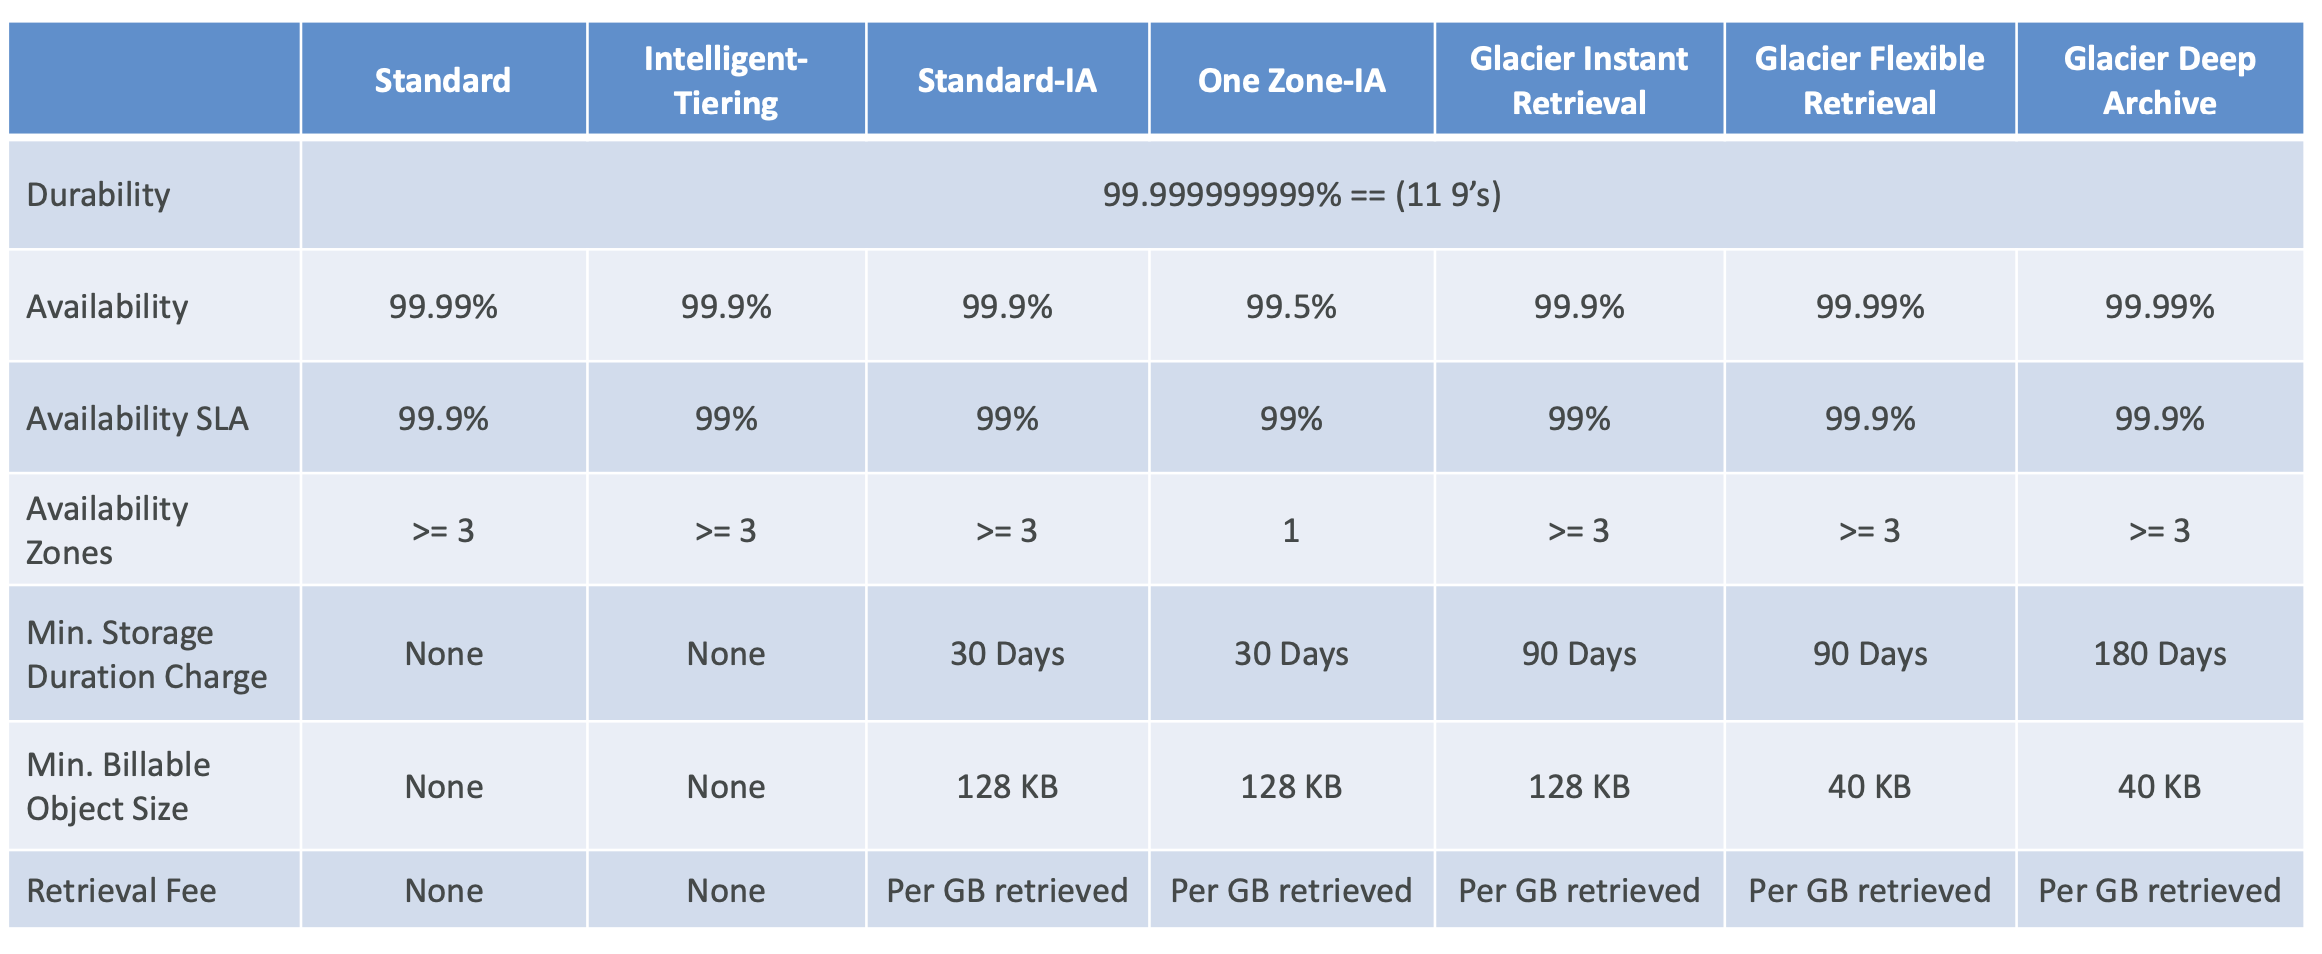 Standard
Intelligent-
Tiering
Standard-IA
One Zone-IA
Glacier Instant
Retrieval
Glacier Flexible
Retrieval
Glacier Deep
Archive
Durability
99.999999999% == (11 9’s)
Availability
99.99%
99.9%
99.9%
99.5%
99.9%
99.99%
99.99%
Availability SLA
99.9%
99%
99%
99%
99%
99.9%
99.9%
Availability
Zones
>= 3
>= 3
>= 3
1
>= 3
>= 3
>= 3
Min. Storage
Duration Charge
None
None
30 Days
30 Days
90 Days
90 Days
180 Days
Min. Billable
Object Size
None
None
128 KB
128 KB
128 KB
40 KB
40 KB
Retrieval Fee
None
None
Per GB retrieved
Per GB retrieved
Per GB retrieved
Per GB retrieved
Per GB retrieved